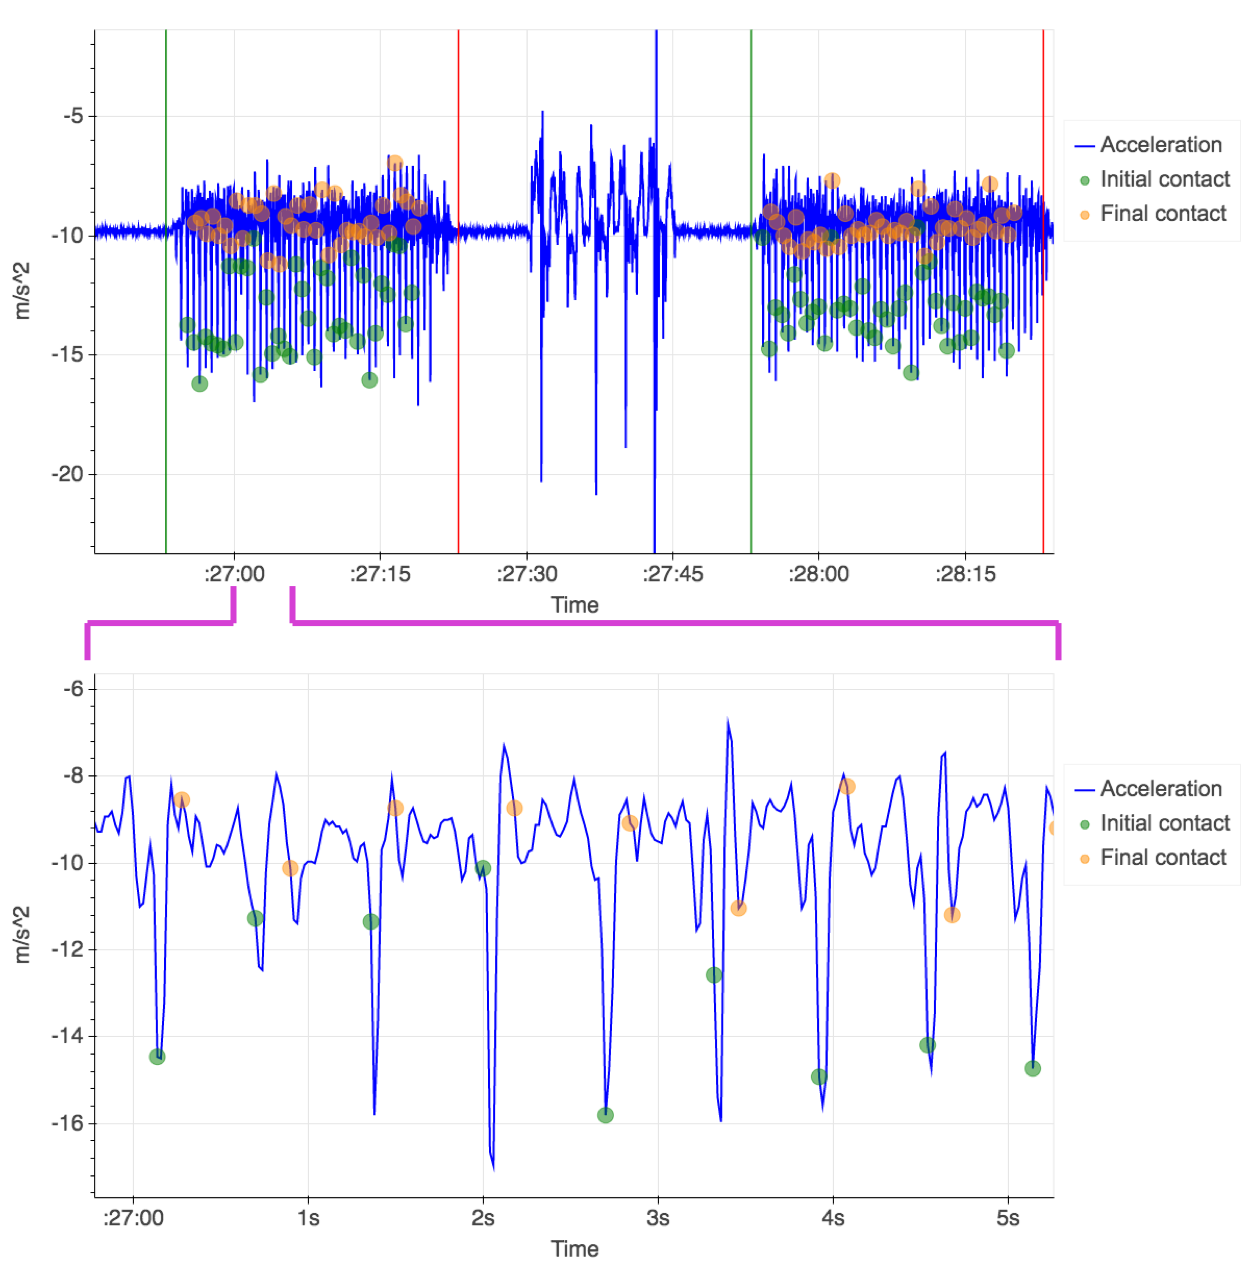 -5
-10
-15
-20
m/s^2
:27:00 :27:15 :27:30 :27:45 :28:00 :28:15
Time
Acceleration
Initial contact
Final contact
-6
-8
-10
-12
-14
-16
m/s^2
:27:00 1s 2s 3s 4s 5s
Time
Acceleration
Initial contact
Final contact